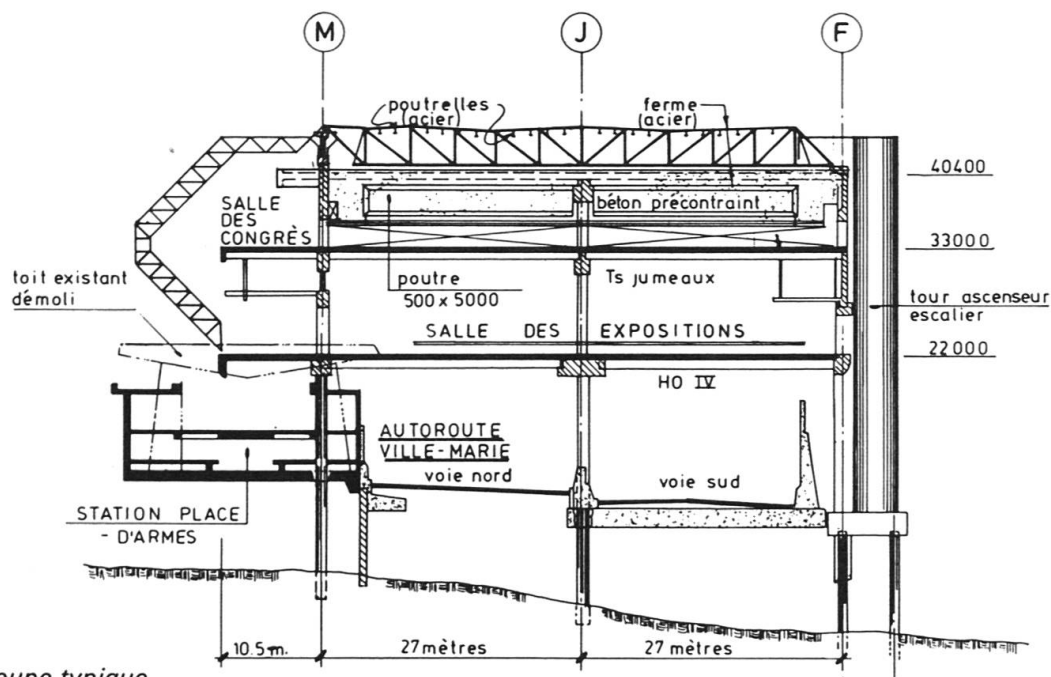 M
J
F
poutrelles
(acier)
ferme
(acier)
40400
SALLE
DES
CONGRÈS
béton précontraint
33000
toit existant
démoli
poutre
500 x 5000
Ts jumeaux
tour ascenseur
escalier
SALLE DES EXPOSITIONS
22000
HO IV
AUTOROUTE
VILLE-MARIE
voie nord
voie sud
STATION PLACE
- D'ARMES
10.5 m.
27 mètres
27 mètres
typique